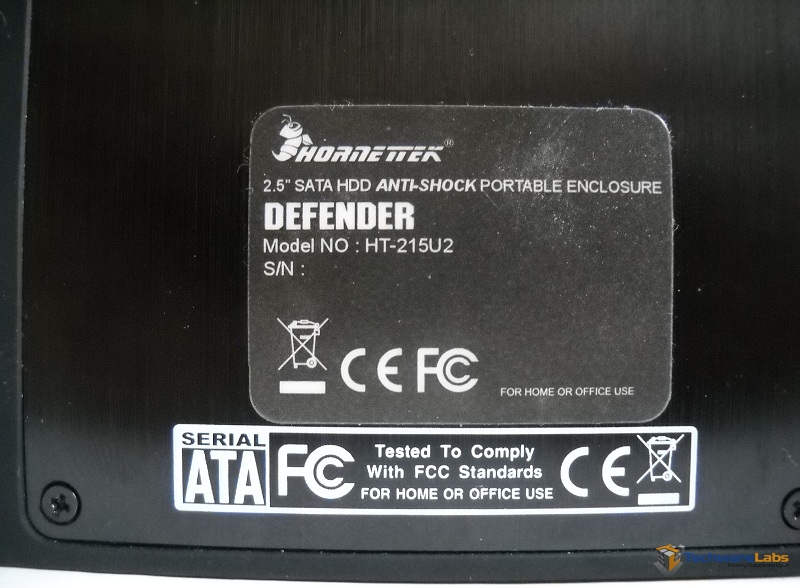 HORNETTEK®
2.5" SATA HDD ANTI-SHOCK PORTABLE ENCLOSURE
DEFENDER
Model NO : HT-215U2
S/N :
CE FC
FOR HOME OR OFFICE USE
SERIAL
ATA
FC
Tested To Comply
With FCC Standards
FOR HOME OR OFFICE USE
CE